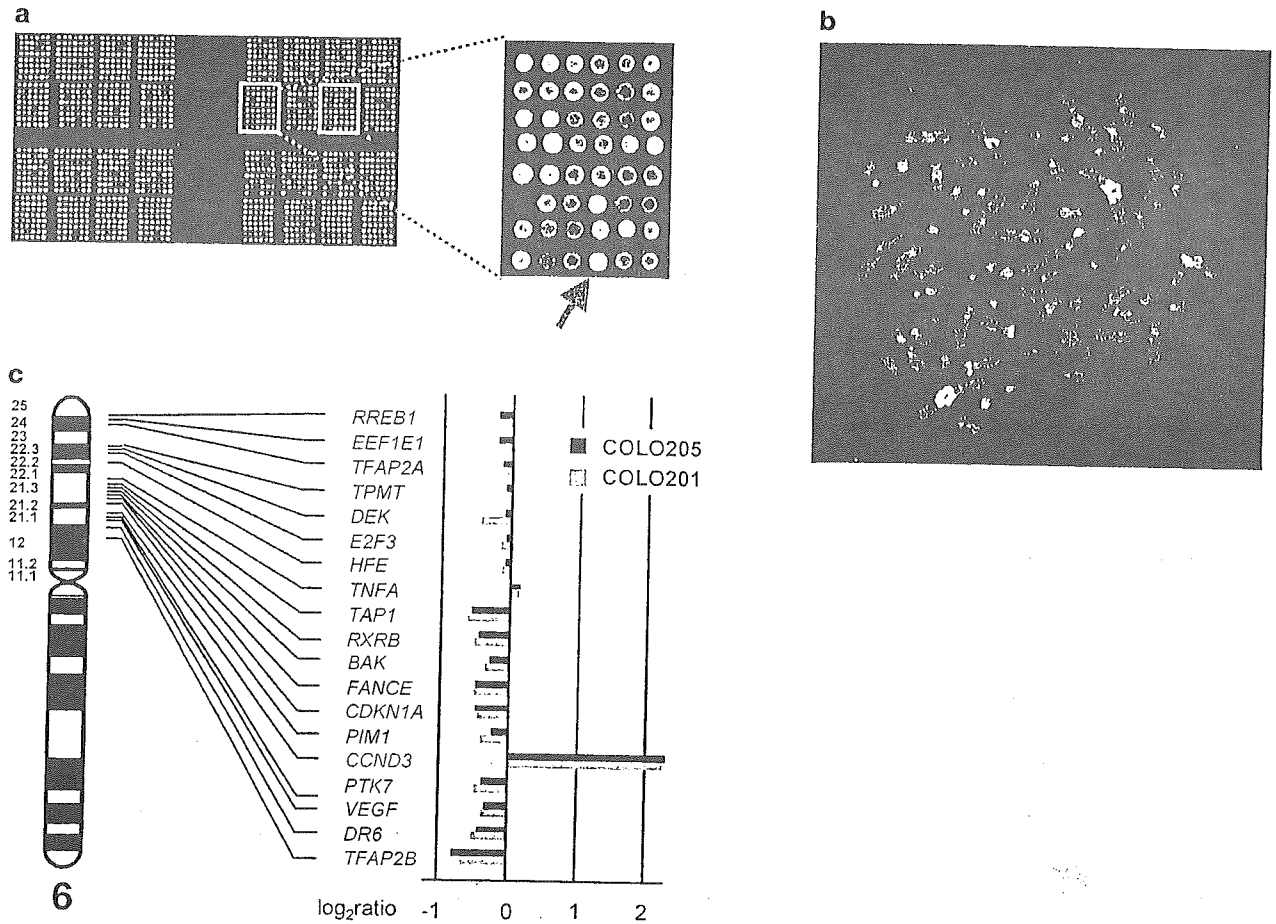 a
b
c
25
24
23
22.3
22.2
22.1
21.3
21.2
21.1
12
11.2
11.1
6
RREB1
EEF1E1
TFAP2A
TPMT
DEK
E2F3
HFE
TNFA
TAP1
RXRB
BAK
FANCE
CDKN1A
PIM1
CCND3
PTK7
VEGF
DR6
TFAP2B
COLO205
COLO201
log₂ratio -1 0 1 2